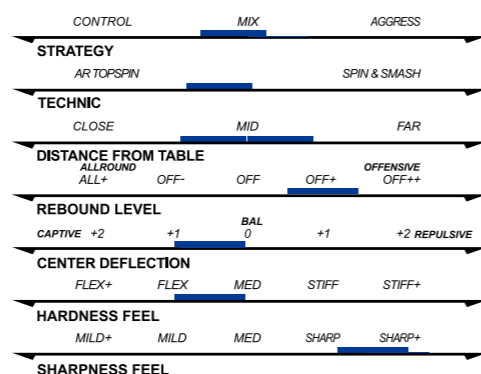 CONTROL MIX AGGRESS
STRATEGY
AR TOPSPIN SPIN & SMASH
TECHNIC
CLOSE MID FAR
DISTANCE FROM TABLE
ALLROUND OFFENSIVE
ALL+ OFF- OFF OFF+ OFF++
REBOUND LEVEL
BAL
CAPTIVE +2 +1 0 +1 +2 REPULSIVE
CENTER DEFLECTION
FLEX+ FLEX MED STIFF STIFF+
HARDNESS FEEL
MILD+ MILD MED SHARP SHARP+
SHARPNESS FEEL